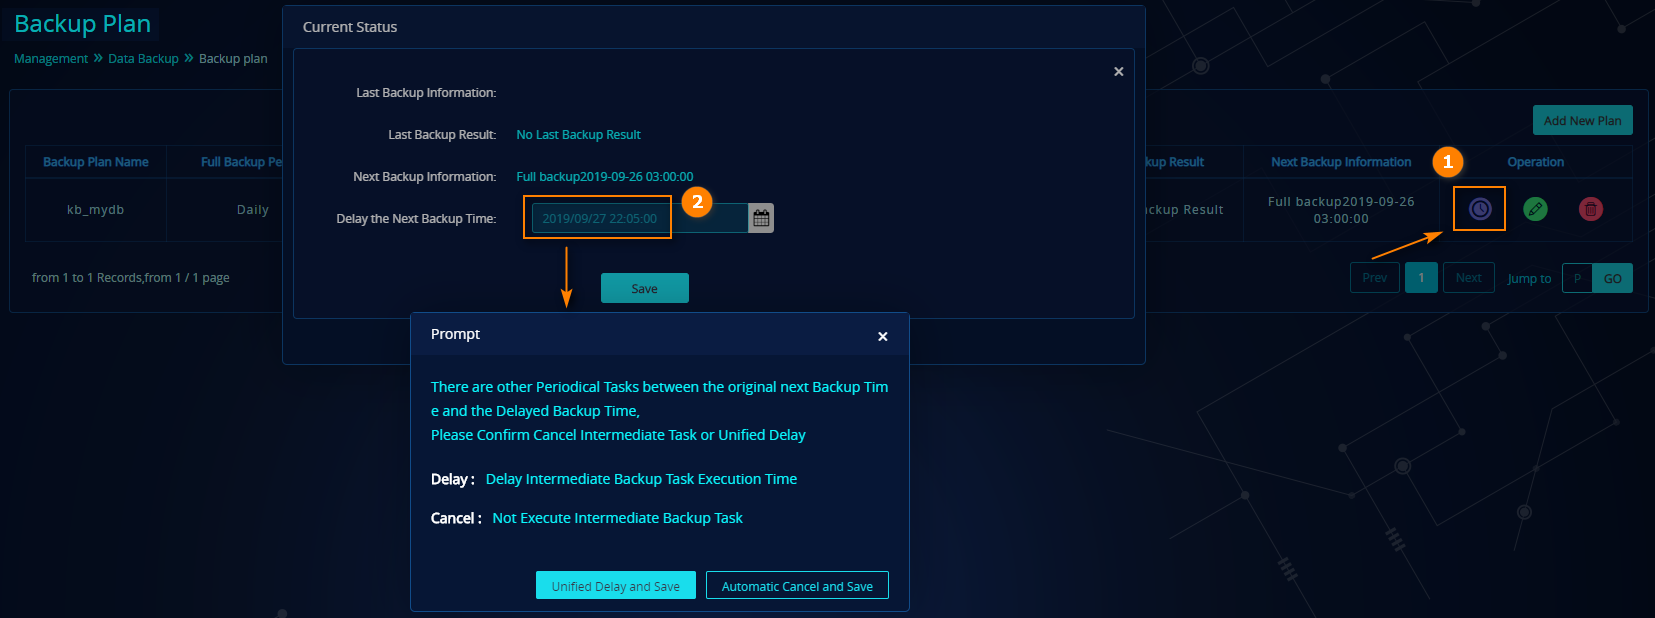 Backup Plan
Management » Data Backup » Backup plan
Current Status
×
Last Backup Information:
Last Backup Result: No Last Backup Result
Next Backup Information: Full backup2019-09-26 03:00:00
Delay the Next Backup Time: 2019/09/27 22:05:00
2
Save
Add New Plan
1
Backup Plan Name Full Backup Pe kup Result Next Backup Information Operation
kb_mydb Daily ackup Result Full backup2019-09-26
03:00:00
from 1 to 1 Records,from 1 / 1 page
Prev 1 Next Jump to P GO
Prompt
×
There are other Periodical Tasks between the original next Backup Tim
e and the Delayed Backup Time,
Please Confirm Cancel Intermediate Task or Unified Delay
Delay : Delay Intermediate Backup Task Execution Time
Cancel : Not Execute Intermediate Backup Task
Unified Delay and Save Automatic Cancel and Save